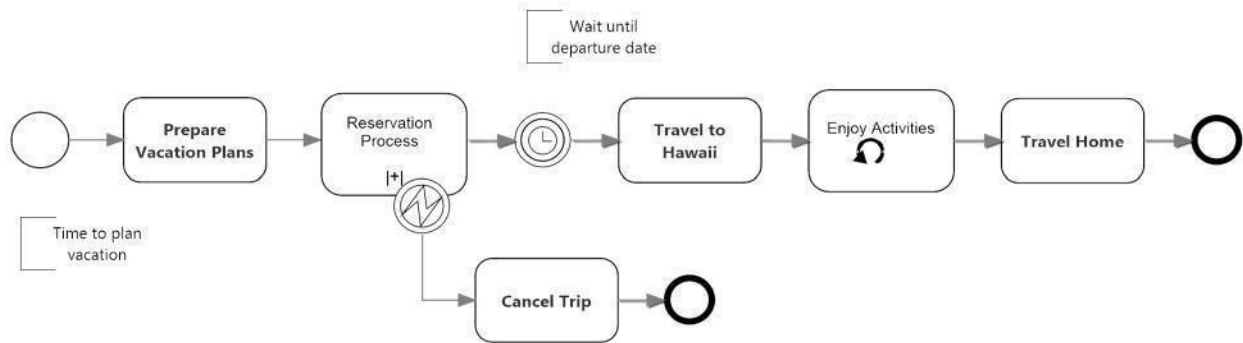 Wait until
departure date
Prepare
Vacation Plans
Reservation
Process
Travel to
Hawaii
Enjoy Activities
Travel Home
Time to plan
vacation
Cancel Trip